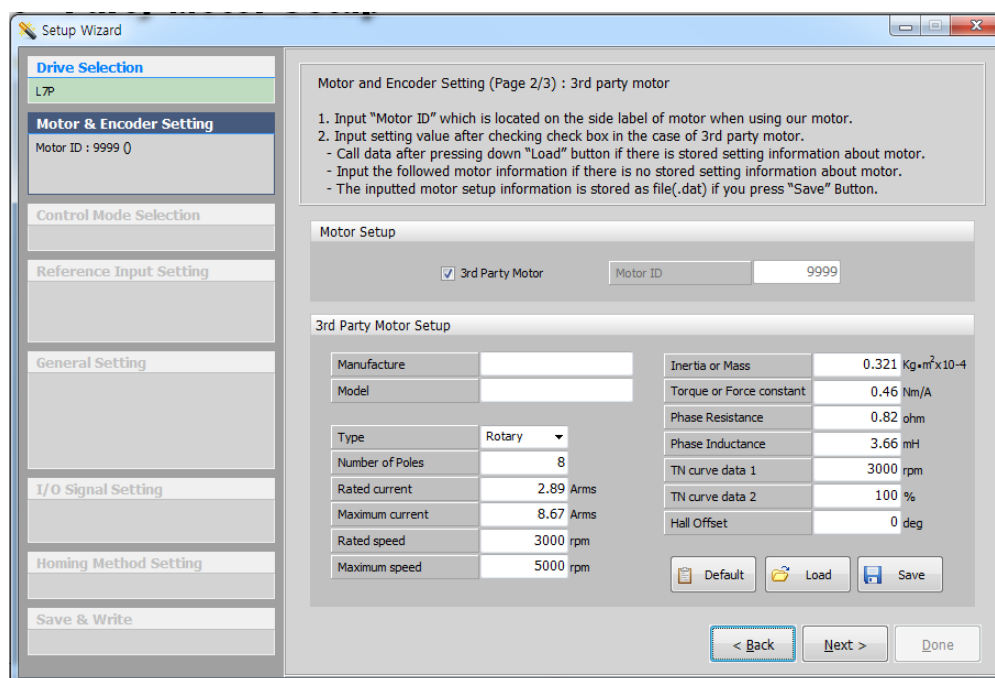 Setup Wizard
Drive Selection
L7P
Motor & Encoder Setting
Motor ID : 9999 ()
Control Mode Selection
Reference Input Setting
General Setting
I/O Signal Setting
Homing Method Setting
Save & Write
Motor and Encoder Setting (Page 2/3) : 3rd party motor
1. Input “Motor ID” which is located on the side label of motor when using our motor.
2. Input setting value after checking check box in the case of 3rd party motor.
- Call data after pressing down “Load” button if there is stored setting information about motor.
- Input the followed motor information if there is no stored setting information about motor.
- The inputted motor setup information is stored as file(.dat) if you press “Save” Button.
Motor Setup
3rd Party Motor Motor ID 9999
3rd Party Motor Setup
Manufacture
Model
Type Rotary
Number of Poles 8
Rated current 2.89 Arms
Maximum current 8.67 Arms
Rated speed 3000 rpm
Maximum speed 5000 rpm
Inertia or Mass 0.321 Kg•m²x10-4
Torque or Force constant 0.46 Nm/A
Phase Resistance 0.82 ohm
Phase Inductance 3.66 mH
TN curve data 1 3000 rpm
TN curve data 2 100 %
Hall Offset 0 deg
Default Load Save
< Back Next > Done